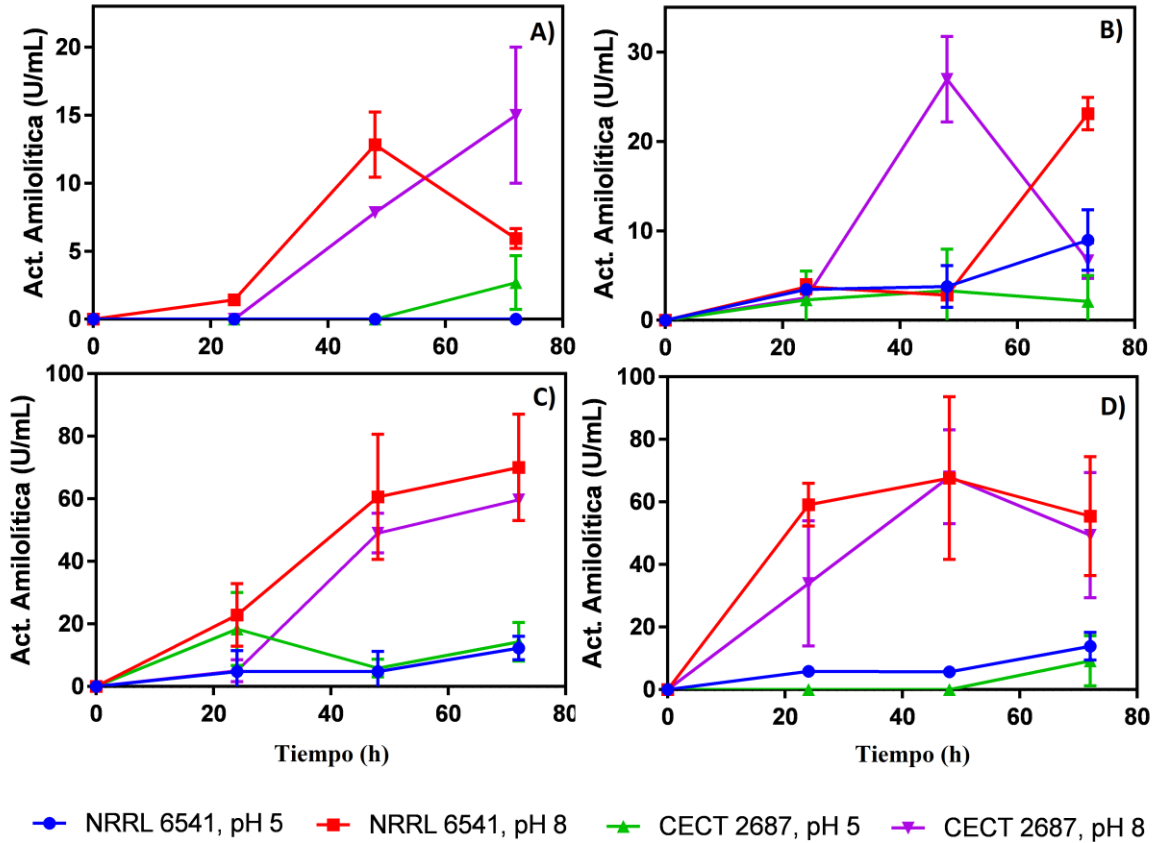 A)
Act. Amilolítica (U/mL)
20
15
10
5
0
0 20 40 60 80
B)
Act. Amilolítica (U/mL)
30
20
10
0
0 20 40 60 80
C)
Act. Amilolítica (U/mL)
100
80
60
40
20
0
0 20 40 60 80
Tiempo (h)
D)
Act. Amilolítica (U/mL)
100
80
60
40
20
0
0 20 40 60 80
Tiempo (h)
NRRL 6541, pH 5 NRRL 6541, pH 8 CECT 2687, pH 5 CECT 2687, pH 8